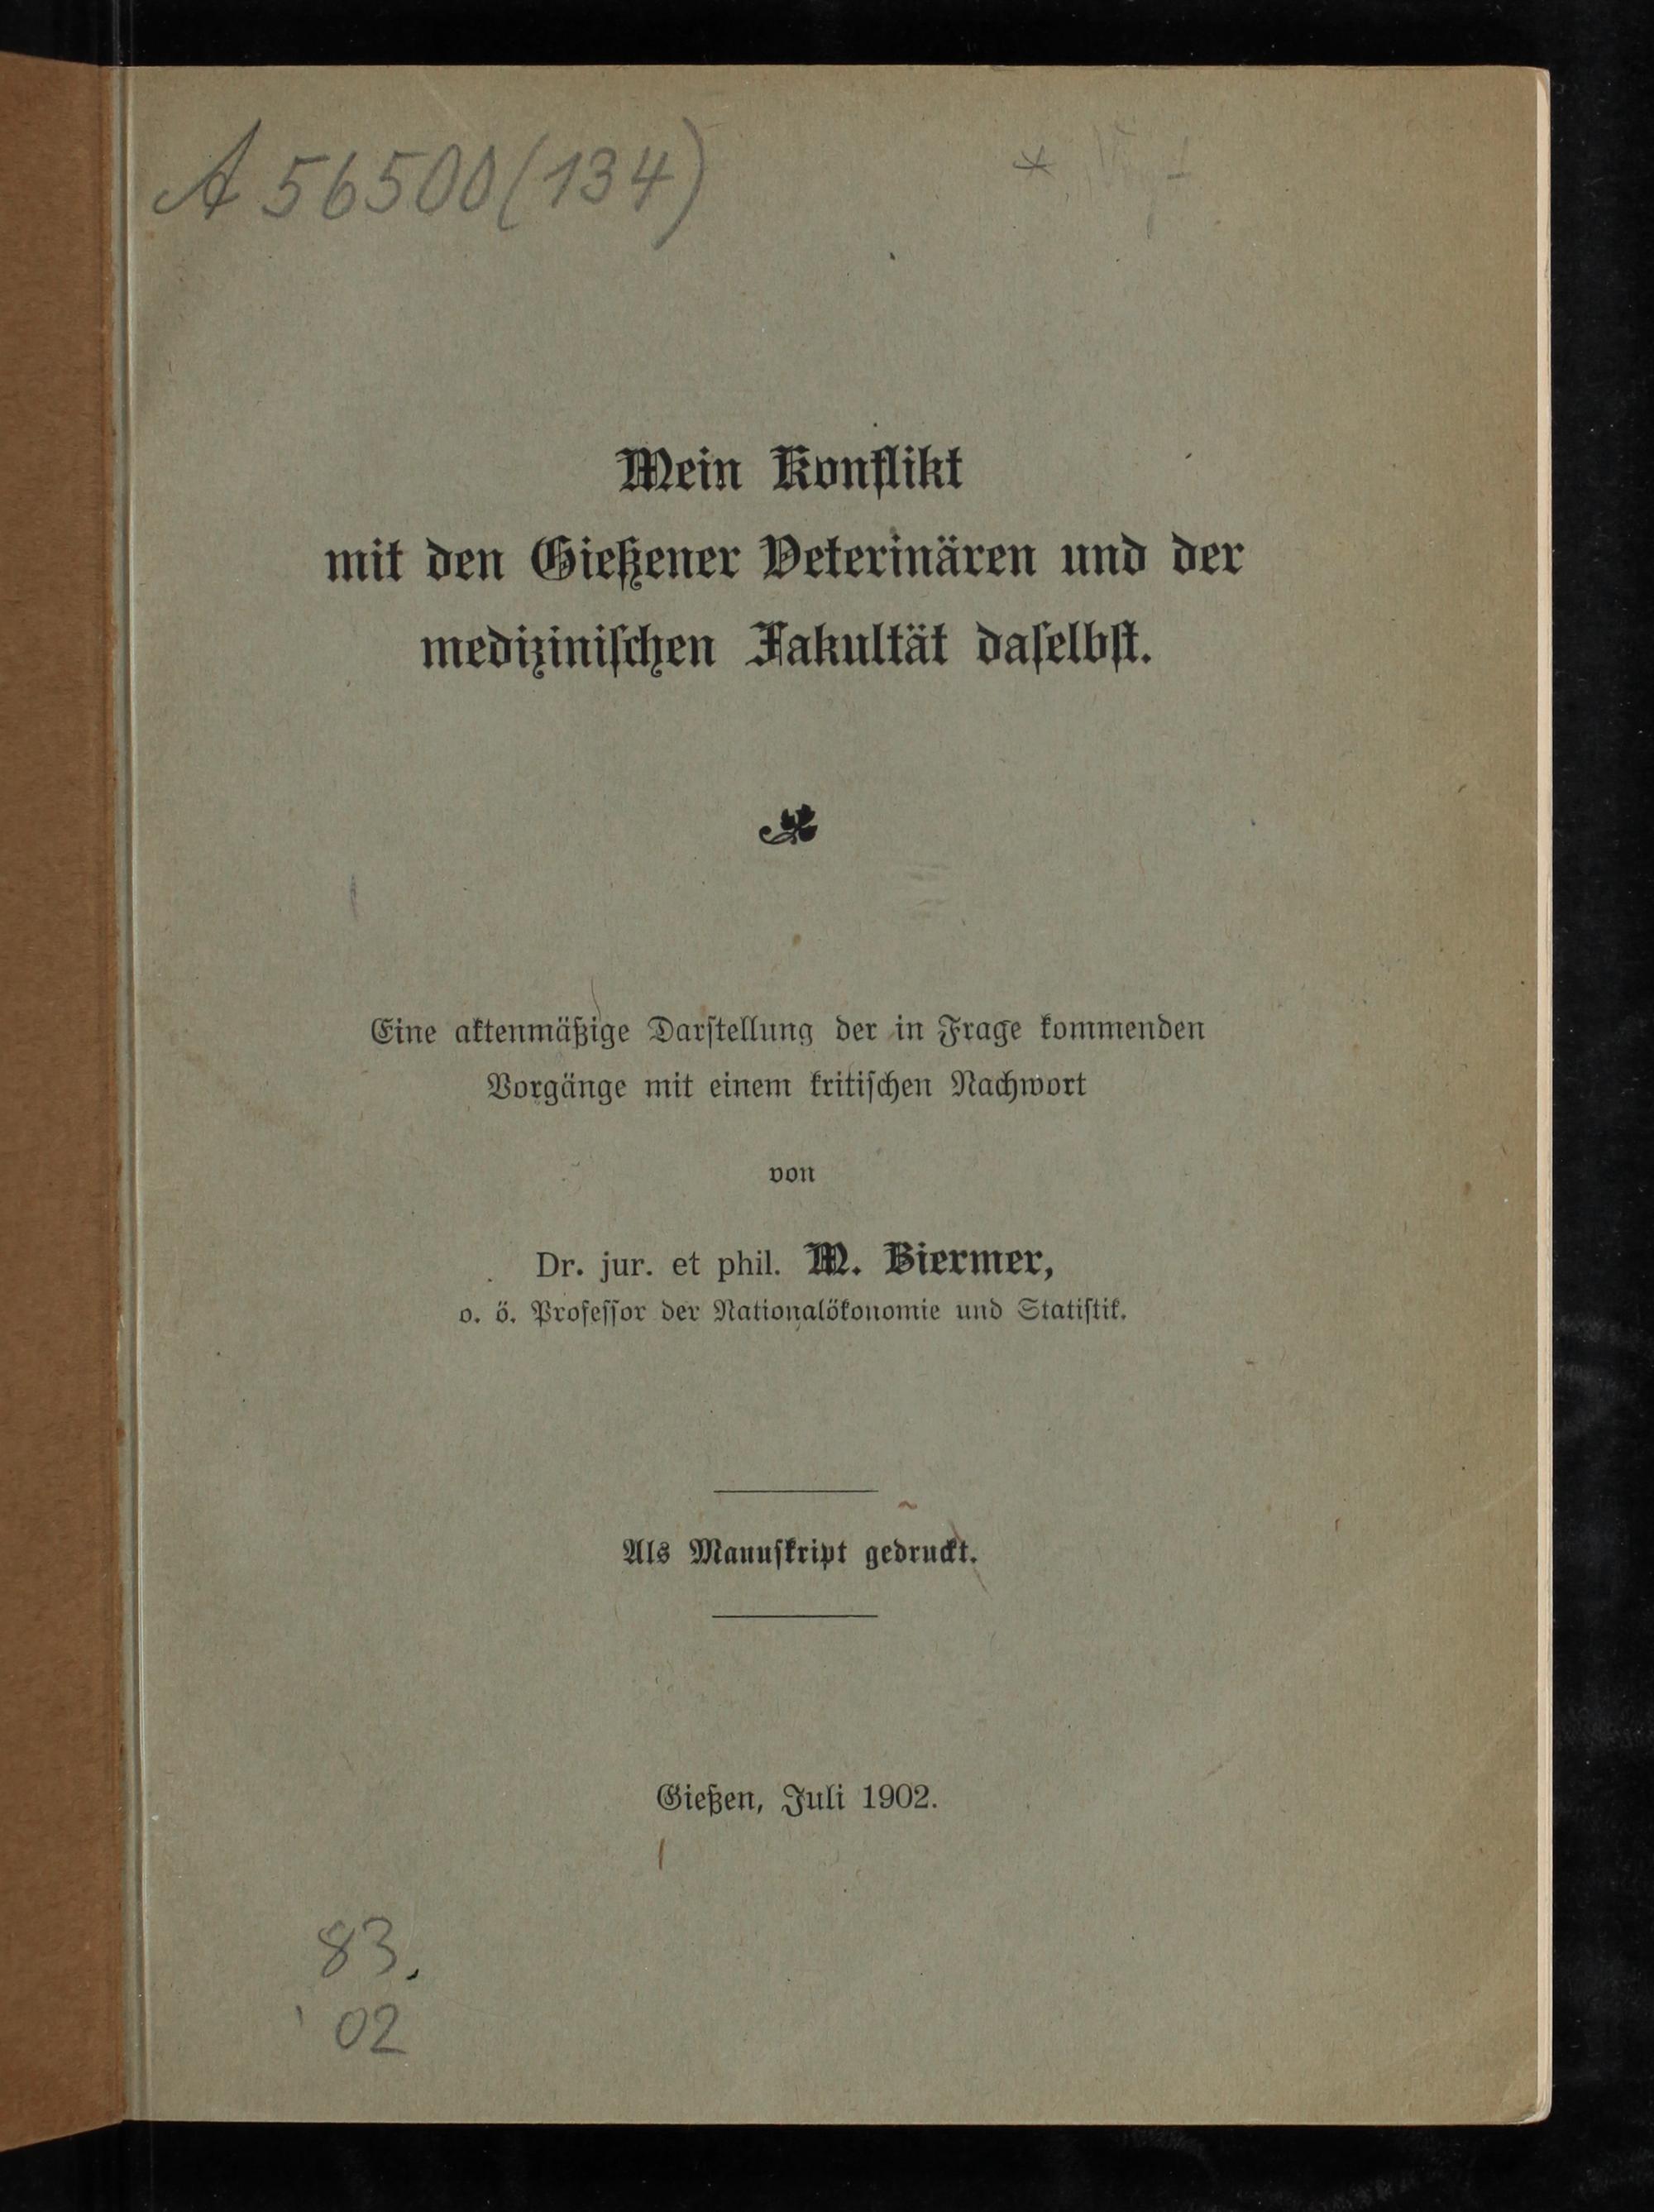 A 56500 (134)
Mein Konflikt
mit den Gießener Veterinären und der
medizinischen Fakultät daselbst.
Eine aktenmäßige Darstellung der in Frage kommenden
Vorgänge mit einem kritischen Nachwort
von
Dr. jur. et phil. M. Biermer,
o. ö. Professor der Nationalökonomie und Statistik.
Als Manuskript gedruckt.
Gießen, Juli 1902.
83.
02